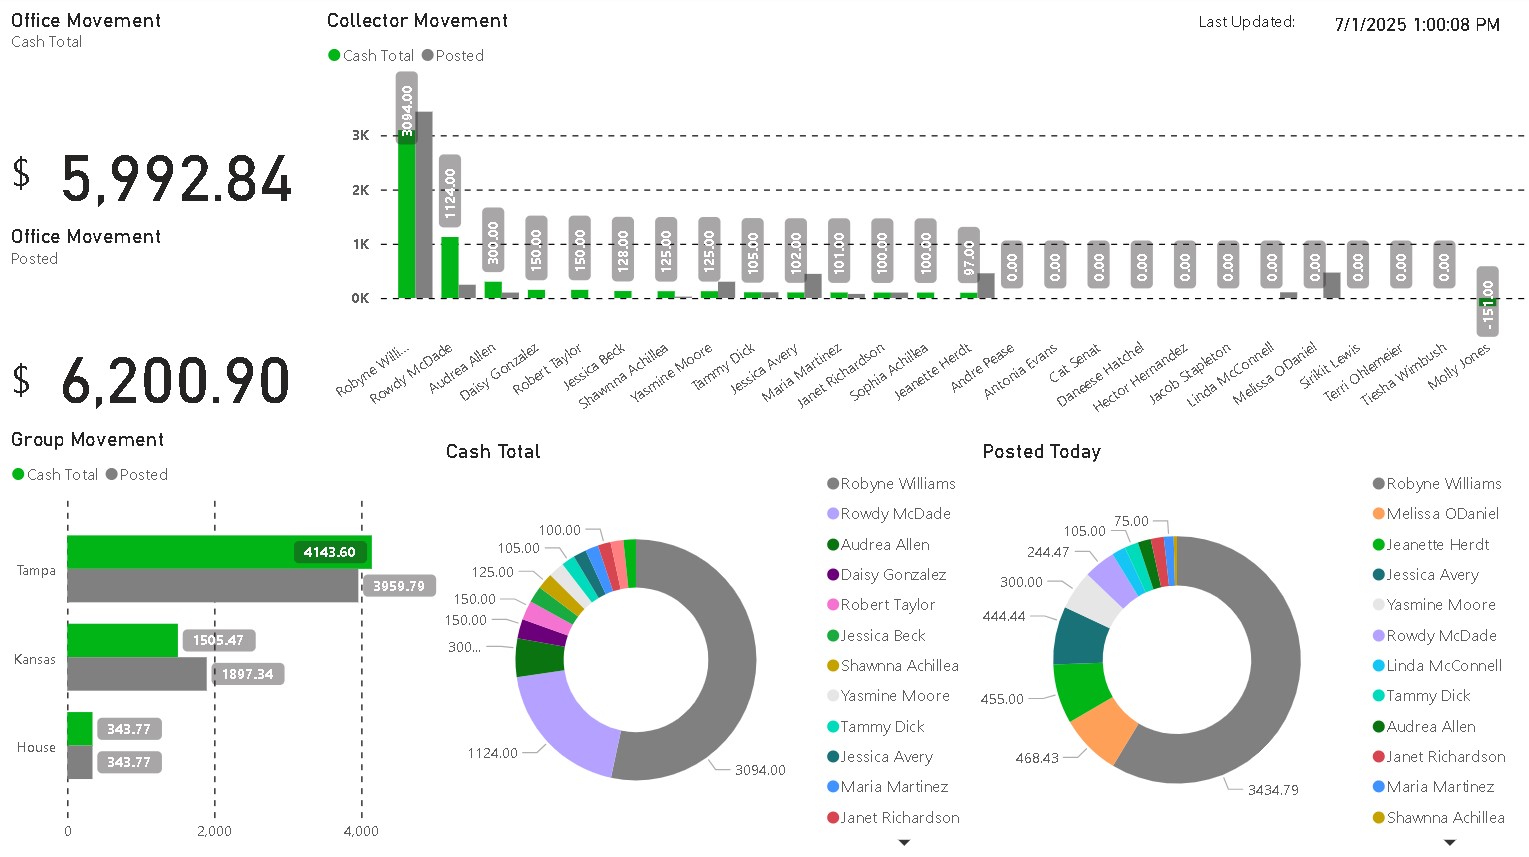 Office Movement
Cash Total
$ 5,992.84
Office Movement
Posted
$ 6,200.90
Collector Movement
Cash Total Posted
Last Updated: 7/1/2025 1:00:08 PM
3K
2K
1K
0K
3094.00
1124.00
300.00
150.00
150.00
128.00
125.00
125.00
105.00
102.00
101.00
100.00
100.00
97.00
0.00
0.00
0.00
0.00
0.00
0.00
0.00
0.00
0.00
0.00
0.00
-151.00
Robyne Willi...
Rowdy McDade
Audrea Allen
Daisy Gonzalez
Robert Taylor
Jessica Beck
Shawnna Achillea
Yasmine Moore
Tammy Dick
Jessica Avery
Maria Martinez
Janet Richardson
Sophia Achillea
Jeanette Herdt
Andre Pease
Antonia Evans
Cat Senat
Daneese Hatchel
Hector Hernandez
Jacob Stapleton
Linda McConnell
Melissa ODaniel
Srikit Lewis
Terri Ohlemeier
Tiesha Wimbush
Molly Jones
Group Movement
Cash Total Posted
Tampa
4143.60
3959.79
Kansas
1505.47
1897.34
House
343.77
343.77
0 2,000 4,000
Cash Total
100.00
105.00
125.00
150.00
150.00
300...
1124.00
3094.00
Robyne Williams
Rowdy McDade
Audrea Allen
Daisy Gonzalez
Robert Taylor
Jessica Beck
Shawnna Achillea
Yasmine Moore
Tammy Dick
Jessica Avery
Maria Martinez
Janet Richardson
Posted Today
75.00
105.00
244.47
300.00
444.44
455.00
468.43
3434.79
Robyne Williams
Melissa ODaniel
Jeanette Herdt
Jessica Avery
Yasmine Moore
Rowdy McDade
Linda McConnell
Tammy Dick
Audrea Allen
Janet Richardson
Maria Martinez
Shawnna Achillea